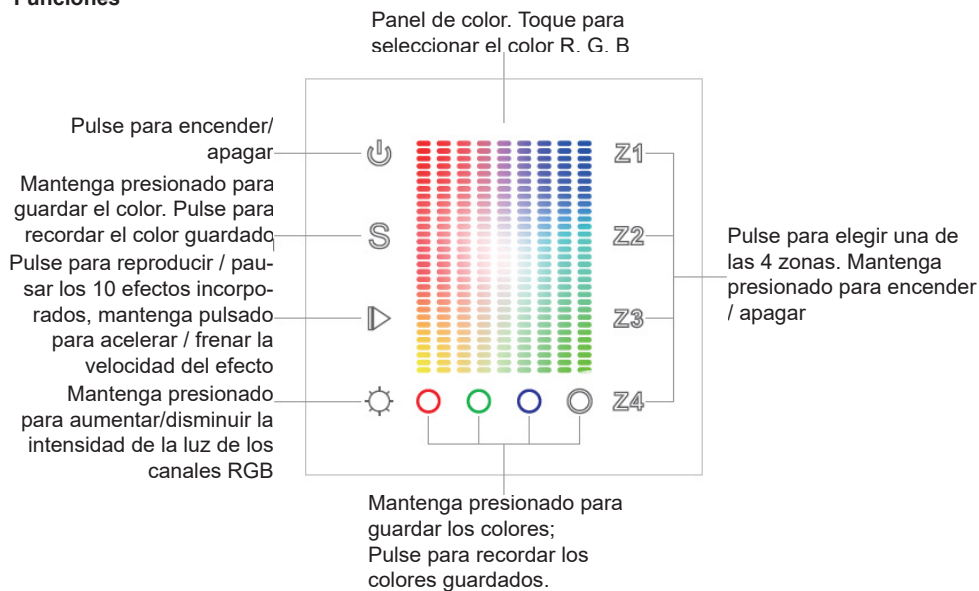 Funciones
Panel de color. Toque para
seleccionar el color R, G, B
Pulse para encender/
apagar
Mantenga presionado para
guardar el color. Pulse para
recordar el color guardado
Pulse para reproducir / pau-
sar los 10 efectos incorpo-
rados, mantenga pulsado
para acelerar / frenar la
velocidad del efecto
Mantenga presionado
para aumentar/disminuir la
intensidad de la luz de los
canales RGB
S
Z1
Z2
Z3
Z4
Pulse para elegir una de
las 4 zonas. Mantenga
presionado para encender
/ apagar
Mantenga presionado para
guardar los colores;
Pulse para recordar los
colores guardados.